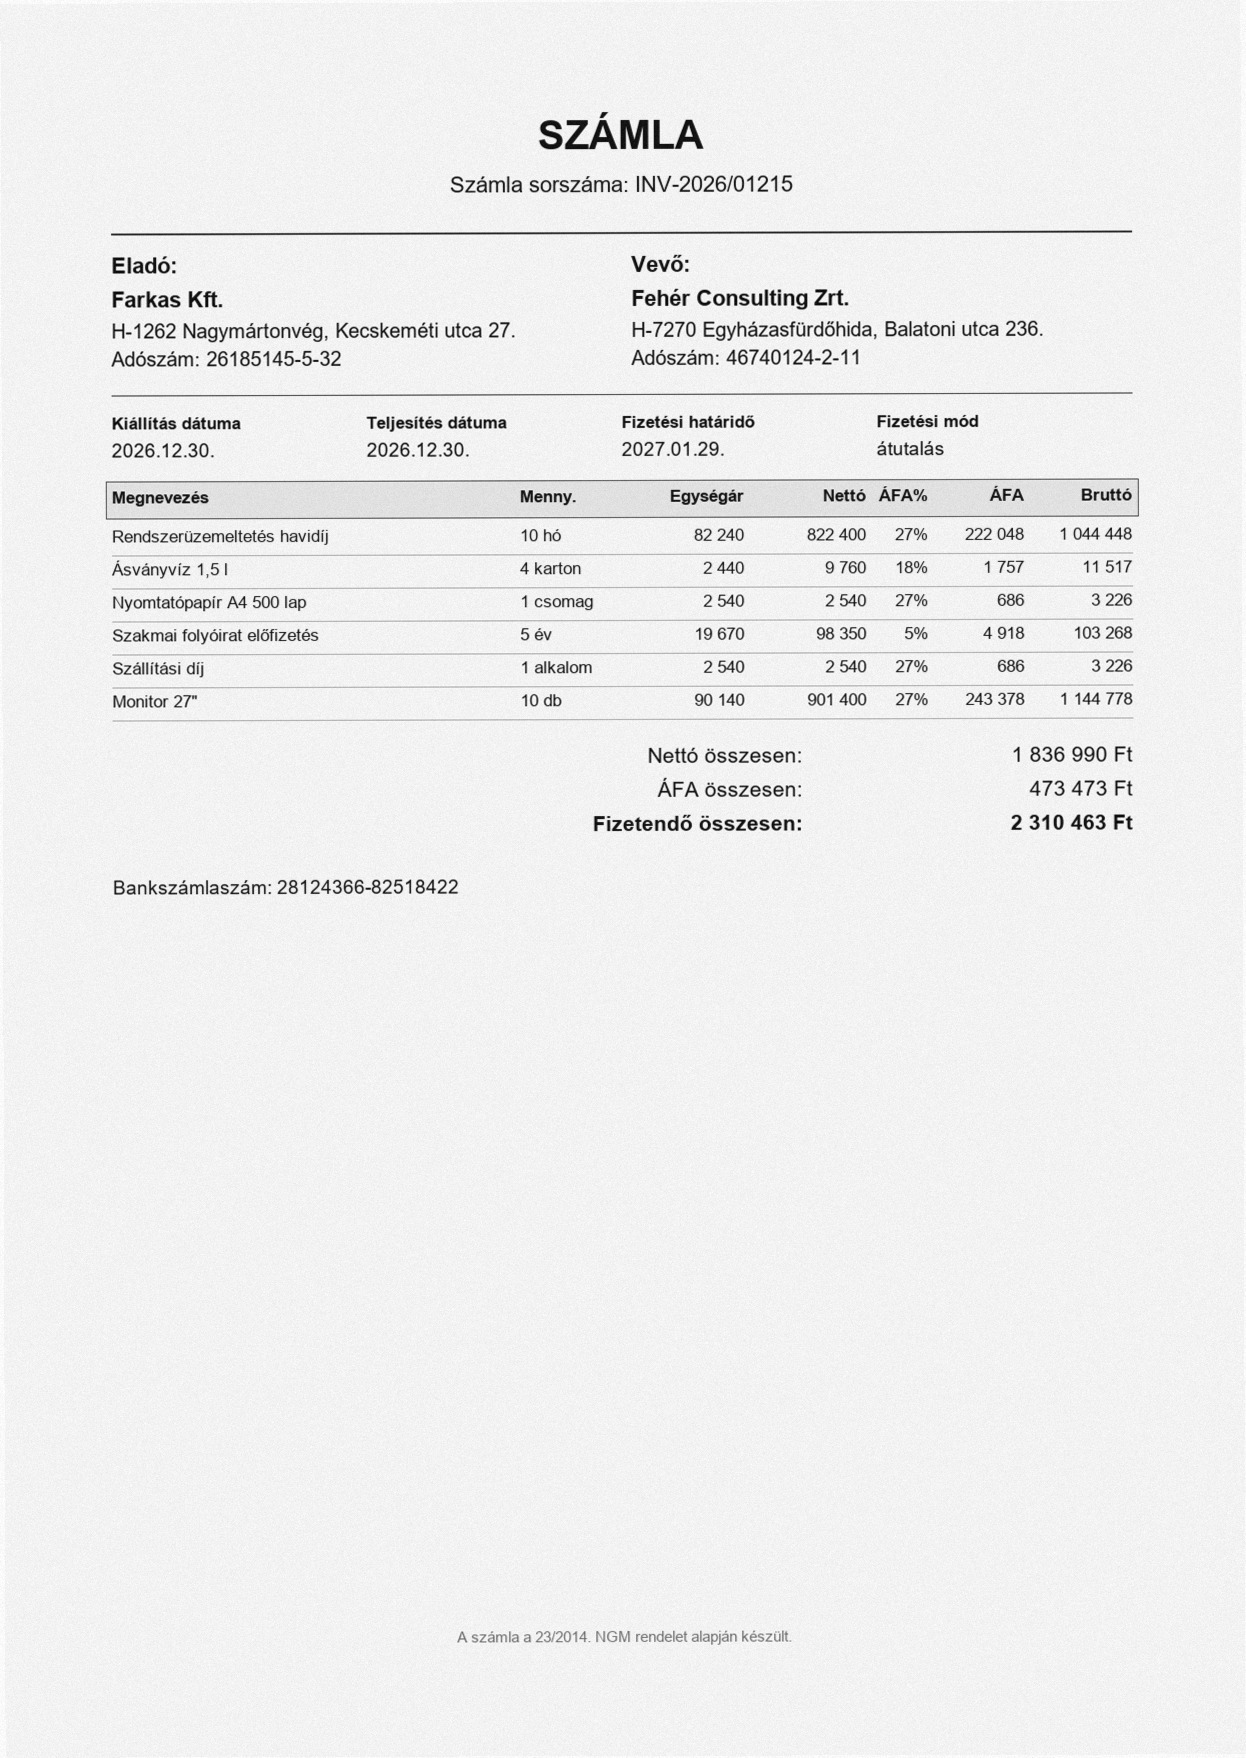 SZÁMLA
Számla sorszáma: INV-2026/01215
Eladó:
Farkas Kft.
H-1262 Nagymártonvég, Kecskeméti utca 27.
Adószám: 26185145-5-32
Vevő:
Fehér Consulting Zrt.
H-7270 Egyházasfürdőhida, Balatoni utca 236.
Adószám: 46740124-2-11
Kiállítás dátuma Teljesítés dátuma Fizetési határidő Fizetési mód
2026.12.30. 2026.12.30. 2027.01.29. átutalás
Megnevezés Menny. Egységár Nettó ÁFA% ÁFA Bruttó
Rendszerüzemeltetés havidíj 10 hó 82 240 822 400 27% 222 048 1 044 448
Ásványvíz 1,5 l 4 karton 2 440 9 760 18% 1 757 11 517
Nyomtatópapír A4 500 lap 1 csomag 2 540 2 540 27% 686 3 226
Szakmai folyóirat előfizetés 5 év 19 670 98 350 5% 4 918 103 268
Szállítási díj 1 alkalom 2 540 2 540 27% 686 3 226
Monitor 27" 10 db 90 140 901 400 27% 243 378 1 144 778
Nettó összesen: 1 836 990 Ft
ÁFA összesen: 473 473 Ft
Fizetendő összesen: 2 310 463 Ft
Bankszámlaszám: 28124366-82518422
A számla a 23/2014. NGM rendelet alapján készült.